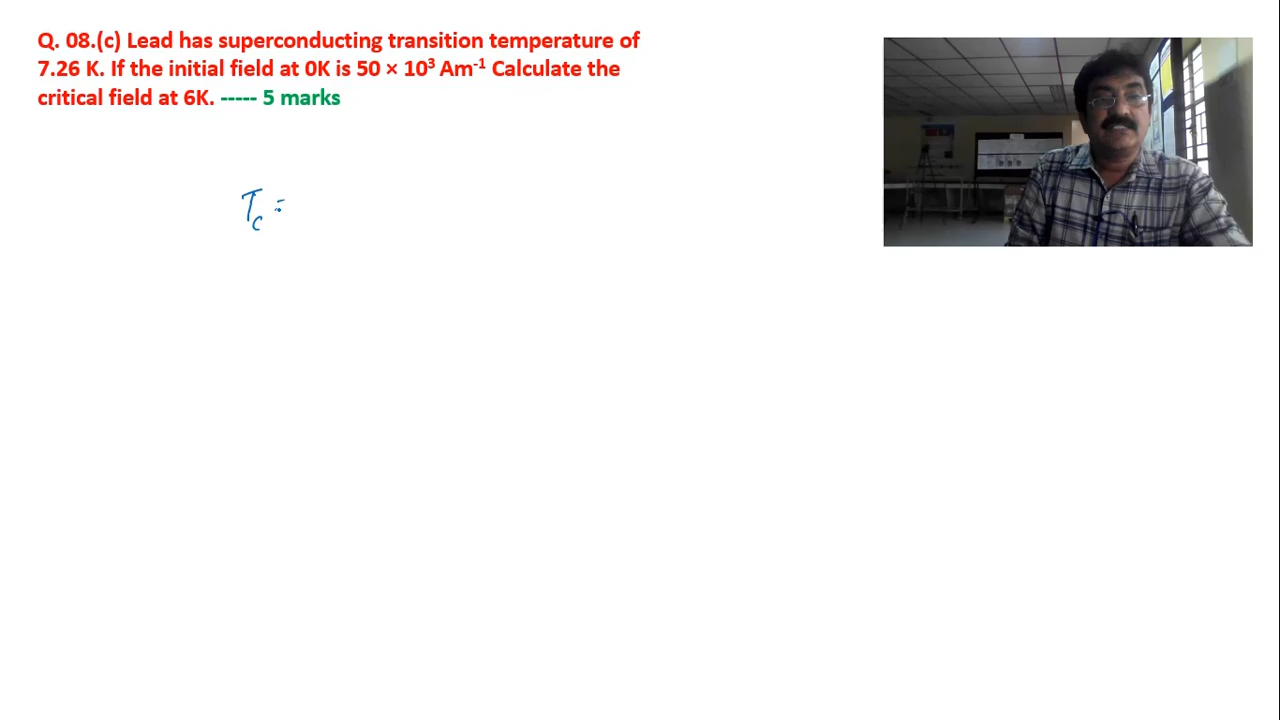 Q. 08.(c) Lead has superconducting transition temperature of
7.26 K. If the initial field at 0K is 50 × 10³ Am⁻¹ Calculate the
critical field at 6K. ----- 5 marks
T_c =